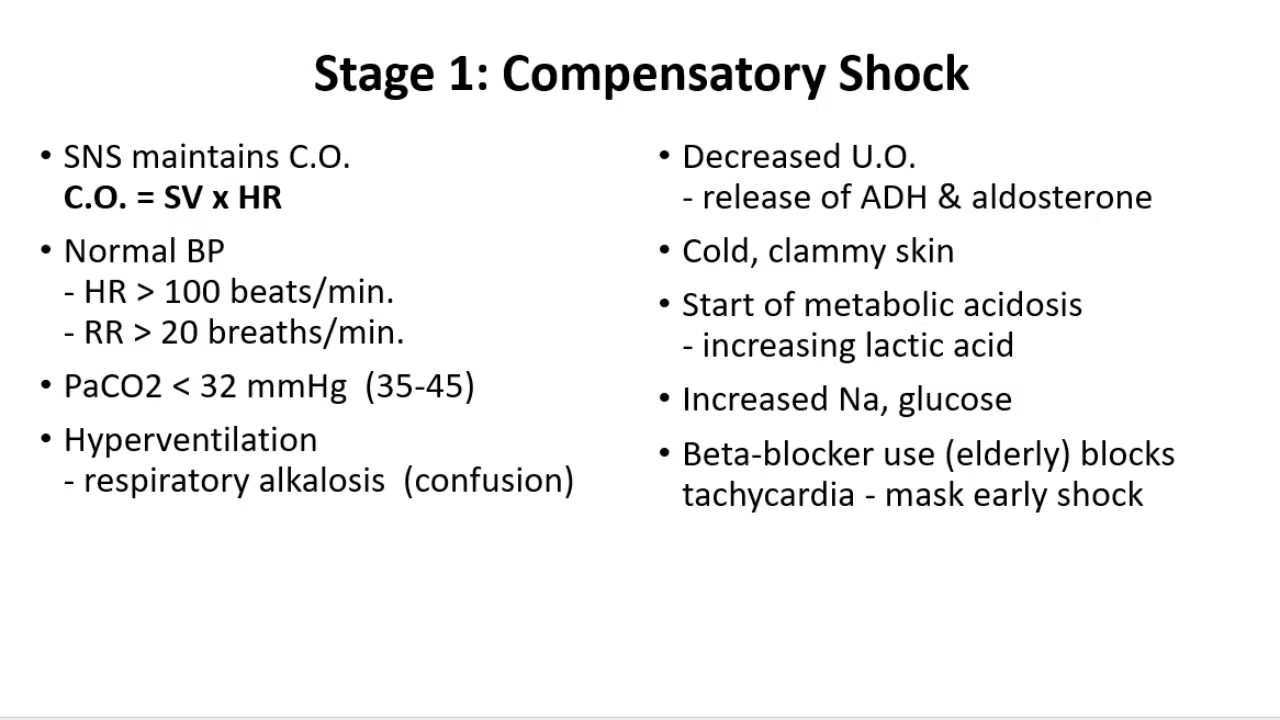 Stage 1: Compensatory Shock
• SNS maintains C.O.
C.O. = SV x HR
• Normal BP
- HR > 100 beats/min.
- RR > 20 breaths/min.
• PaCO2 < 32 mmHg  (35-45)
• Hyperventilation
- respiratory alkalosis  (confusion)
• Decreased U.O.
- release of ADH & aldosterone
• Cold, clammy skin
• Start of metabolic acidosis
- increasing lactic acid
• Increased Na, glucose
• Beta-blocker use (elderly) blocks
tachycardia - mask early shock